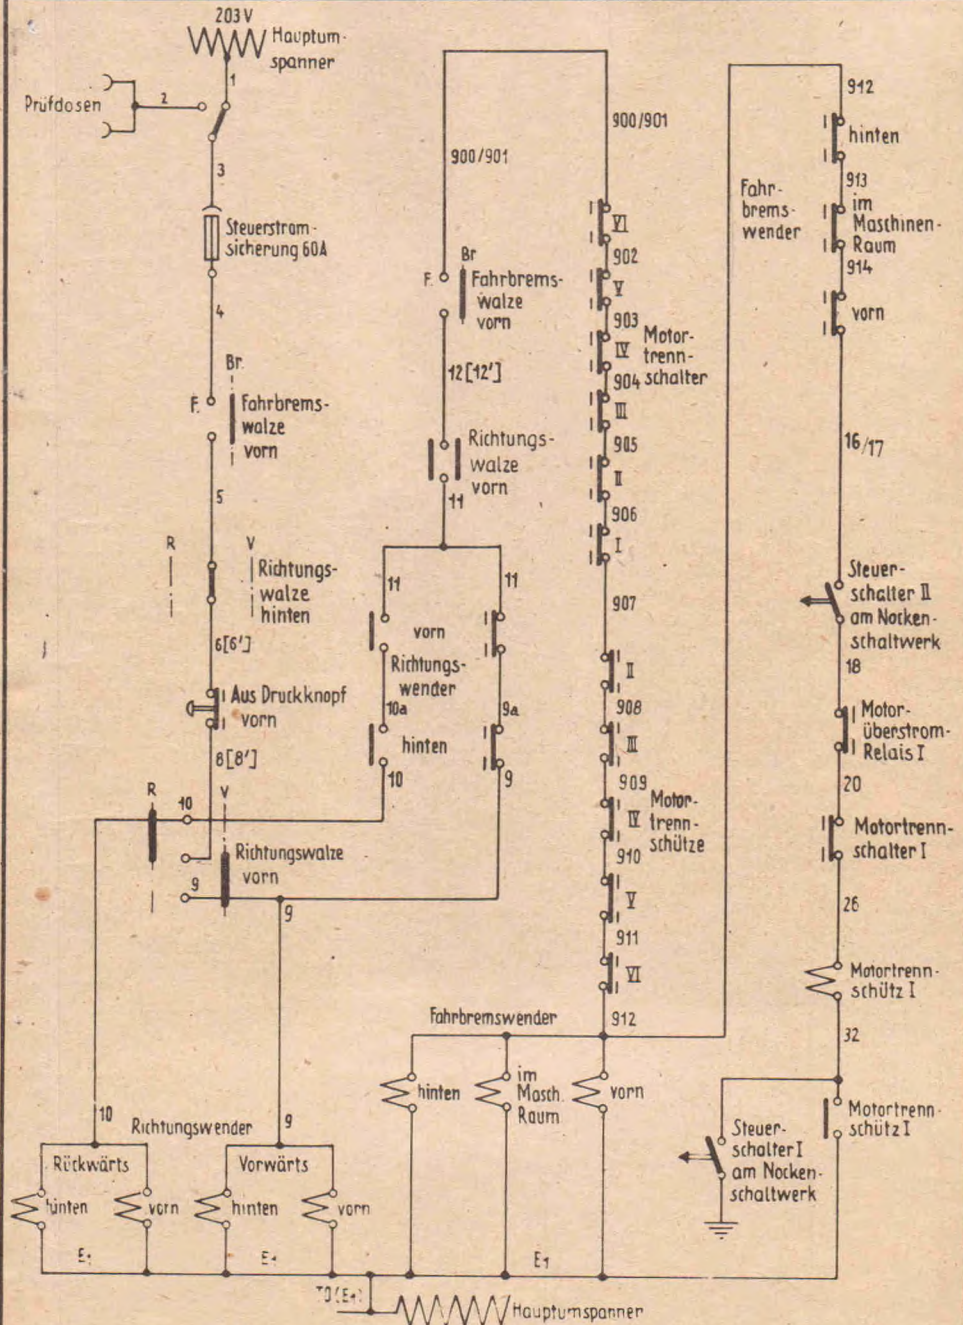 203 V
Hauptum-
spanner
1
Prüfdosen
2
3
Steuerstrom-
sicherung 60A
4
Br.
F.
Fahrbrems-
walze
vorn
5
R
V
Richtungs-
walze
hinten
6[6']
Aus Druckknopf
vorn
8[8']
R
V
10
Richtungswalze
vorn
9
9
10
9
Richtungswender
Rückwärts
Vorwärts
hinten
vorn
hinten
vorn
E1
E1
900/901
Br
F.
Fahrbrems-
walze
vorn
12[12']
Richtungs-
walze
vorn
11
11
11
vorn
Richtungs-
wender
10a
9a
hinten
10
9
900/901
VI
902
V
903
IV
Motor-
trenn-
schalter
904
III
905
II
906
I
907
II
908
III
909
IV
Motor-
trenn-
schütze
910
V
911
VI
912
Fahrbremswender
hinten
im
Masch.
Raum
vorn
E1
(E1)
Hauptumspanner
912
hinten
913
Fahr-
brems-
wender
im
Maschinen-
Raum
914
vorn
16/17
Steuer-
schalter II
am Nocken-
schaltwerk
18
Motor-
überstrom-
Relais I
20
Motortrenn-
schalter I
26
Motortrenn-
schütz I
32
Motortrenn-
schütz I
Steuer-
schalter I
am Nocken-
schaltwerk